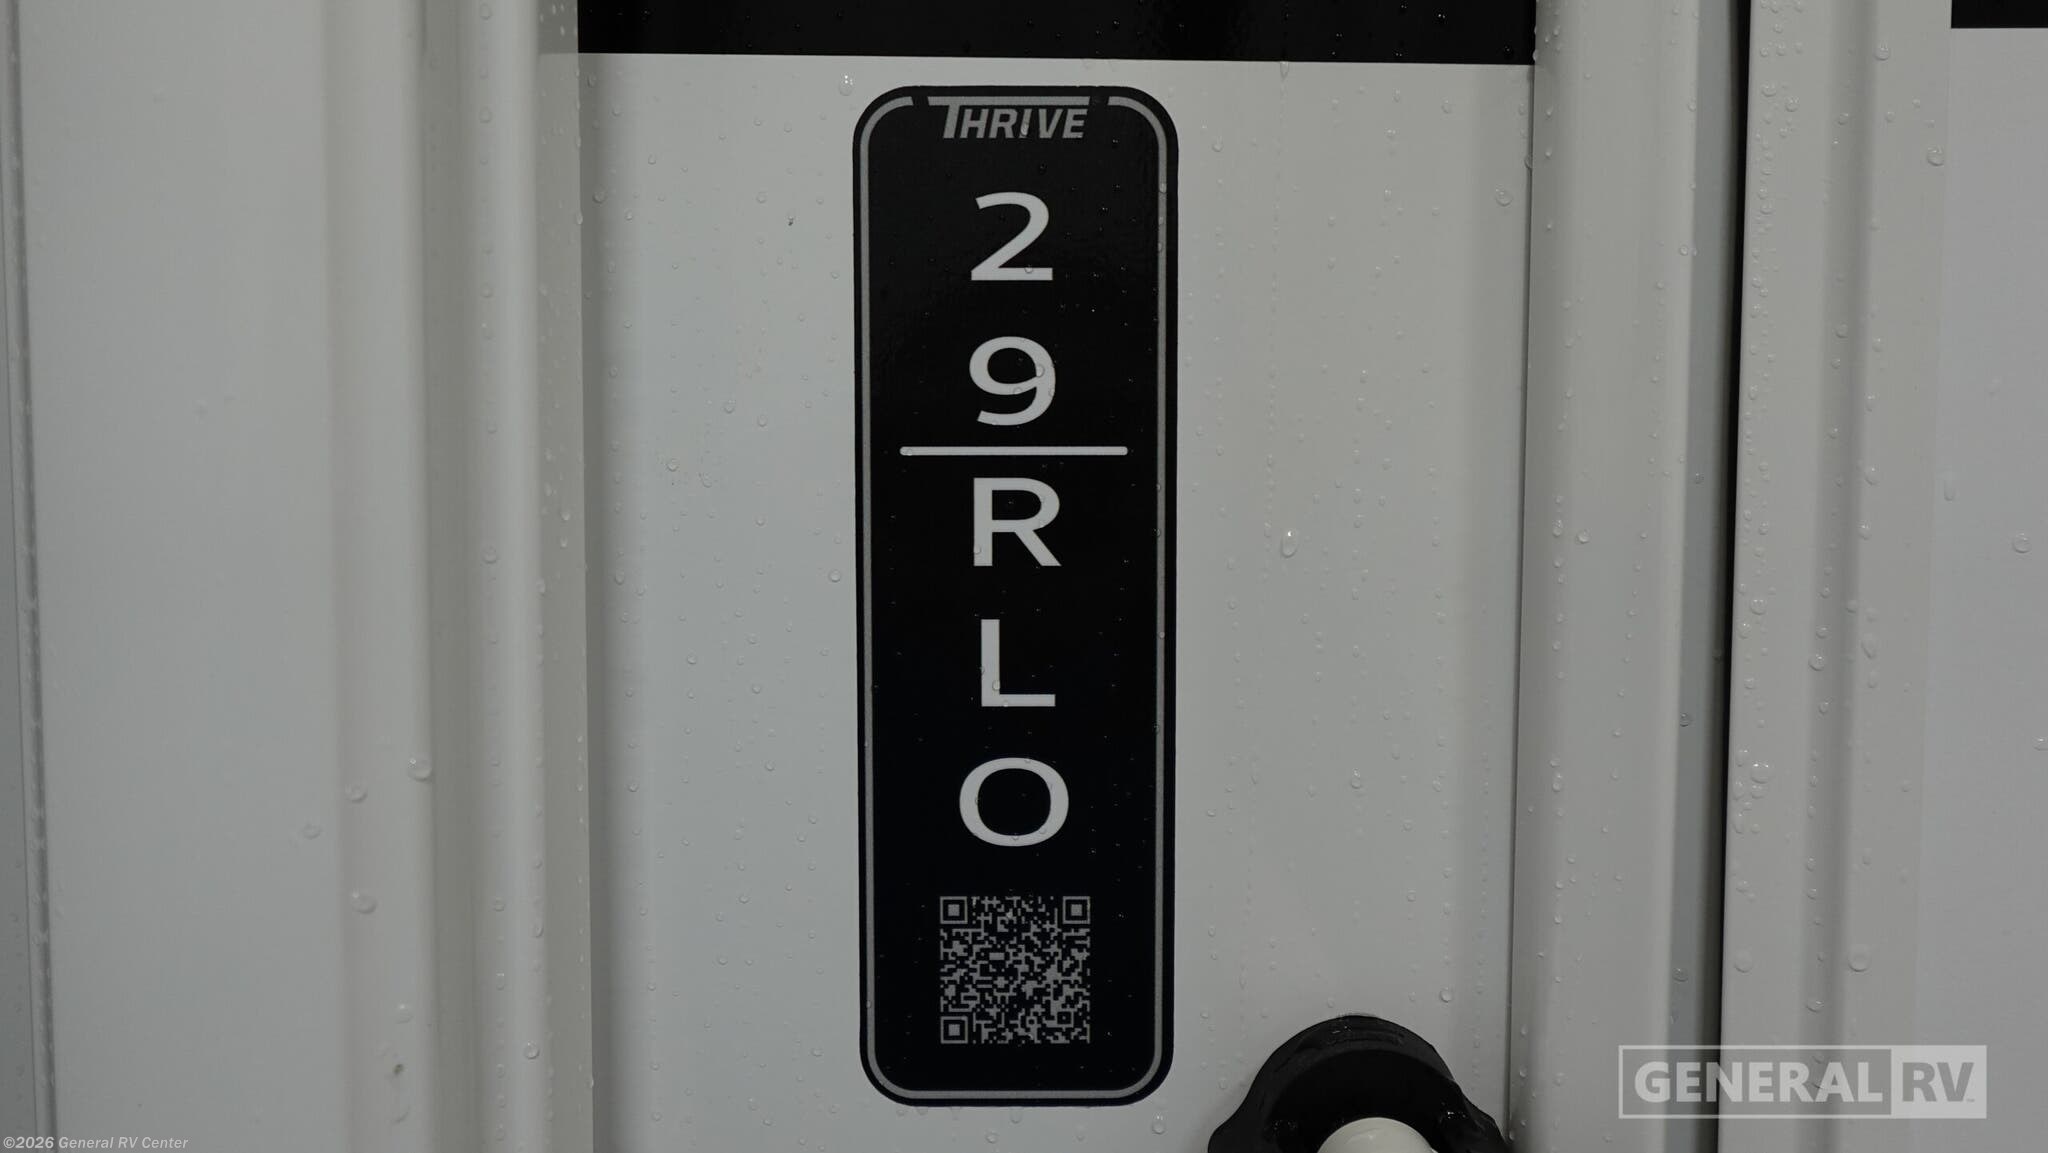 THRIVE
2
9
R
L
O
GENERAL RV
©2026 General RV Center